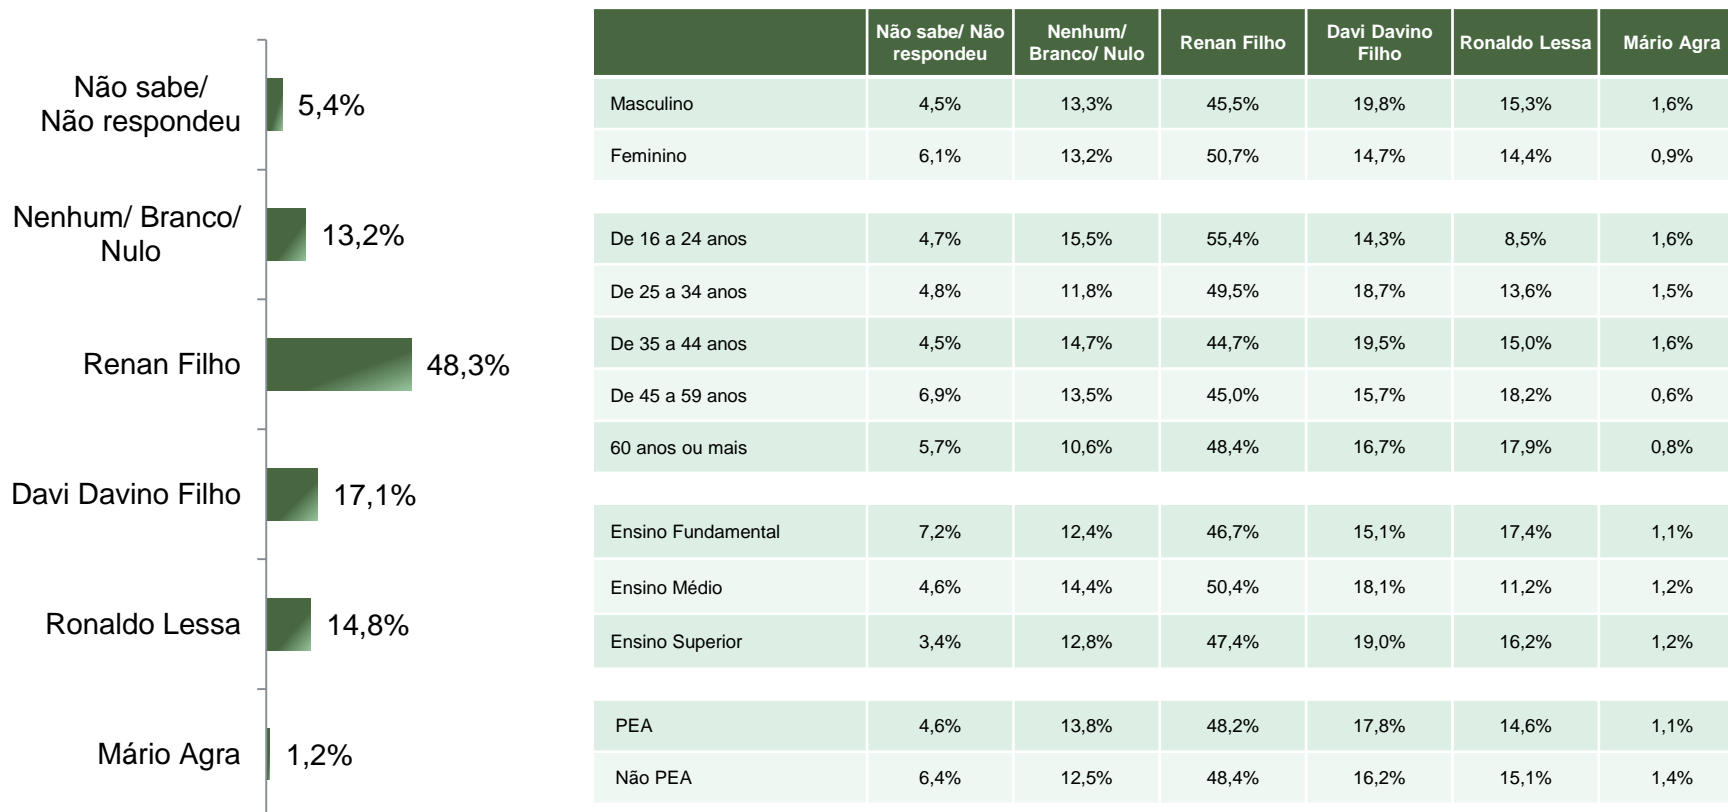 Não sabe/
Não respondeu
5,4%
Nenhum/ Branco/
Nulo
13,2%
Renan Filho
48,3%
Davi Davino Filho
17,1%
Ronaldo Lessa
14,8%
Mário Agra
1,2%
Não sabe/ Não respondeu Nenhum/ Branco/ Nulo Renan Filho Davi Davino Filho Ronaldo Lessa Mário Agra
Masculino 4,5% 13,3% 45,5% 19,8% 15,3% 1,6%
Feminino 6,1% 13,2% 50,7% 14,7% 14,4% 0,9%
De 16 a 24 anos 4,7% 15,5% 55,4% 14,3% 8,5% 1,6%
De 25 a 34 anos 4,8% 11,8% 49,5% 18,7% 13,6% 1,5%
De 35 a 44 anos 4,5% 14,7% 44,7% 19,5% 15,0% 1,6%
De 45 a 59 anos 6,9% 13,5% 45,0% 15,7% 18,2% 0,6%
60 anos ou mais 5,7% 10,6% 48,4% 16,7% 17,9% 0,8%
Ensino Fundamental 7,2% 12,4% 46,7% 15,1% 17,4% 1,1%
Ensino Médio 4,6% 14,4% 50,4% 18,1% 11,2% 1,2%
Ensino Superior 3,4% 12,8% 47,4% 19,0% 16,2% 1,2%
PEA 4,6% 13,8% 48,2% 17,8% 14,6% 1,1%
Não PEA 6,4% 12,5% 48,4% 16,2% 15,1% 1,4%